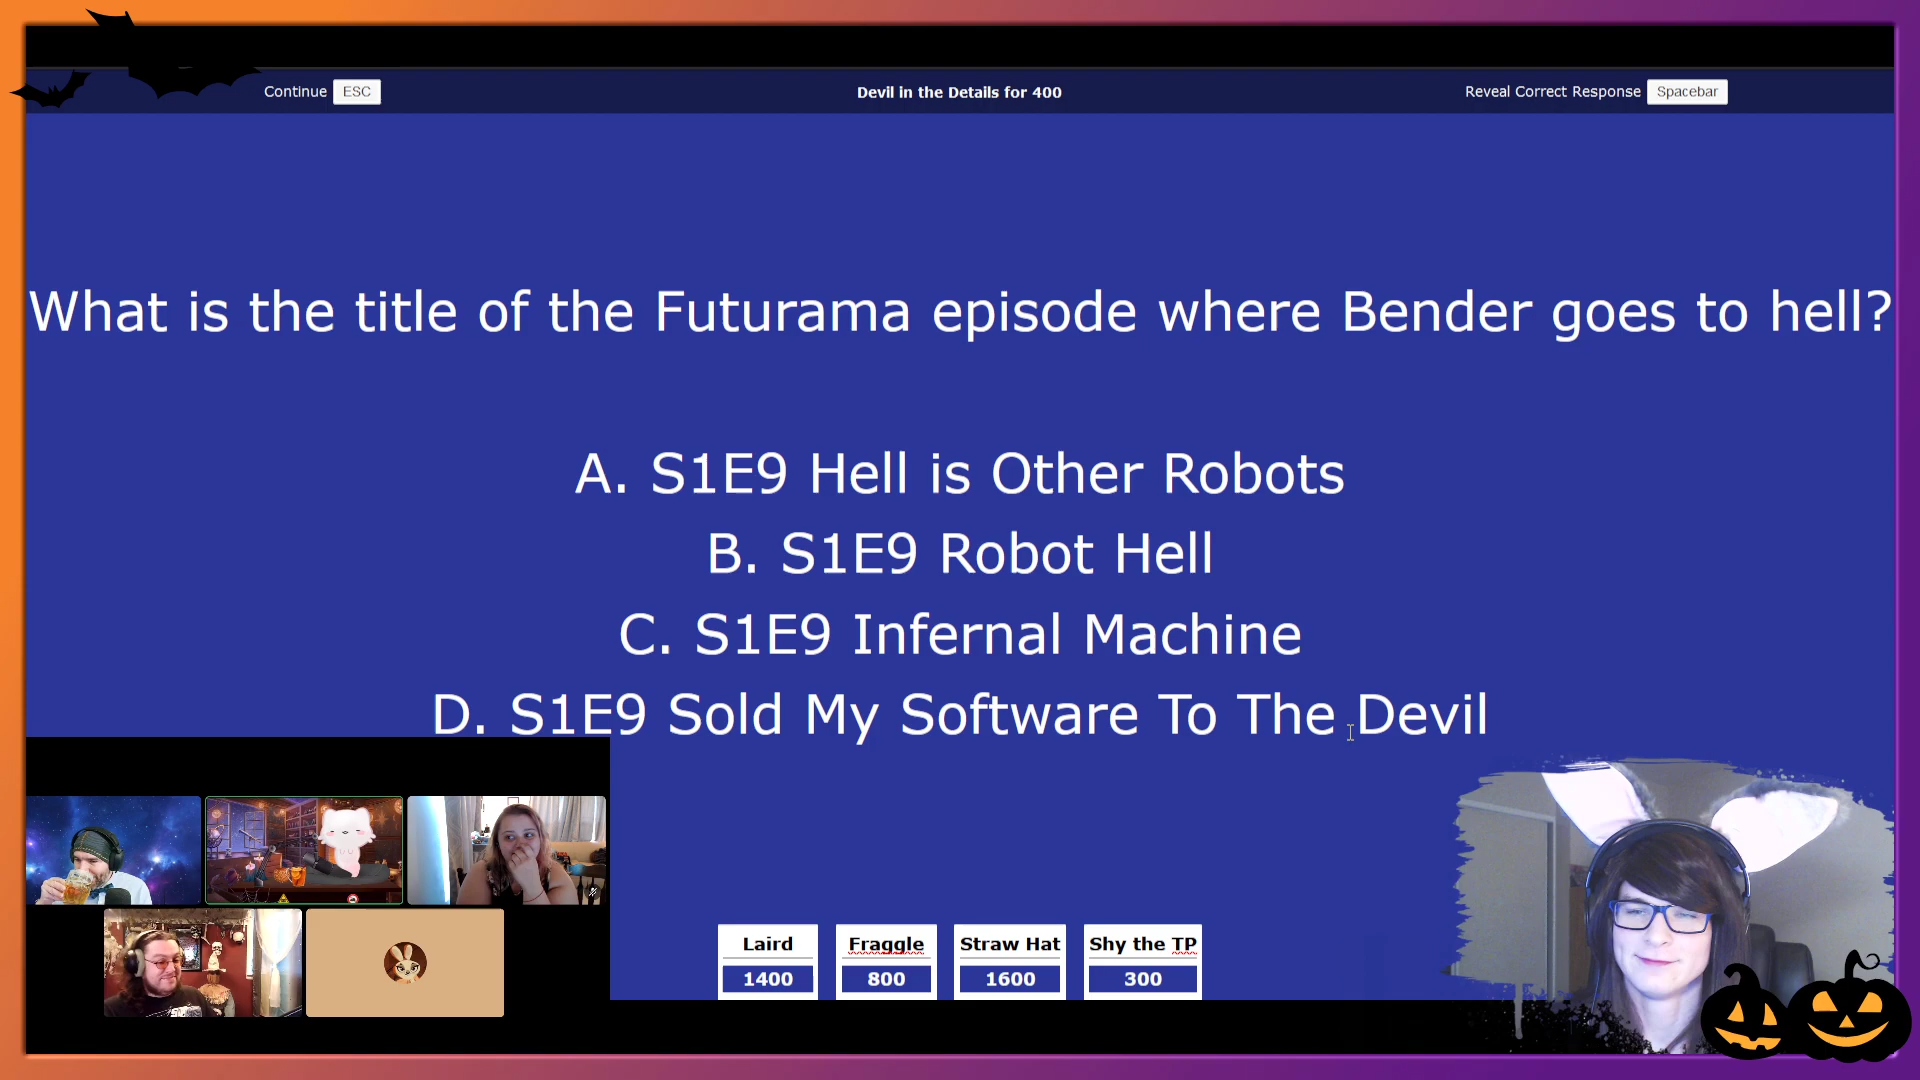 Continue ESC
Devil in the Details for 400
Reveal Correct Response Spacebar
What is the title of the Futurama episode where Bender goes to hell?
A. S1E9 Hell is Other Robots
B. S1E9 Robot Hell
C. S1E9 Infernal Machine
D. S1E9 Sold My Software To The Devil
Laird Fraggle Straw Hat Shy the TP
1400 800 1600 300